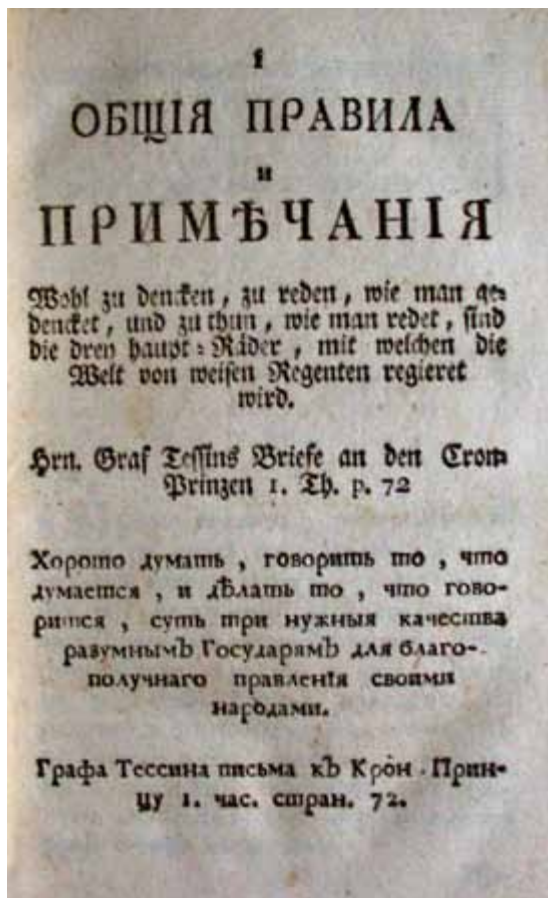 1
ОБЩІЯ ПРАВИЛА
и
ПРИМѢЧАНІЯ
Wohl zu dencken, zu reden, wie man ge-
dencket, und zu thun, wie man redet, sind
die drey haupt-Räder, mit welchen die
Welt von weisen Regenten regieret
wird.
Hrn. Graf Tessins Briefe an den Cron-
Prinzen 1. Th. p. 72
Хорошо думать, говорить то, что
думается, и дѣлать то, что гово-
рится, суть три нужныя качества
разумнымъ Государямъ для благо-
получнаго правленія своими
народами.
Графа Тессина письма къ Крон-Прин-
цу 1. час. стран. 72.